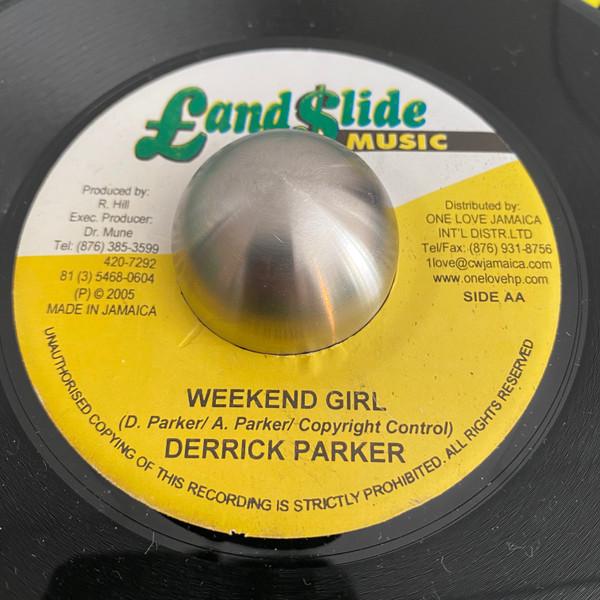 £and$lide
MUSIC
Produced by:
R. Hill
Exec. Producer:
Dr. Mune
Tel: (876) 385-3599
420-7292
81 (3) 5468-0604
(P) © 2005
MADE IN JAMAICA
Distributed by:
ONE LOVE JAMAICA
INT'L DISTR.LTD
Tel/Fax: (876) 931-8756
1love@cwjamaica.com
www.onelovehp.com
SIDE AA
WEEKEND GIRL
(D. Parker/ A. Parker/ Copyright Control)
DERRICK PARKER
UNAUTHORISED COPYING OF THIS RECORDING IS STRICTLY PROHIBITED. ALL RIGHTS RESERVED